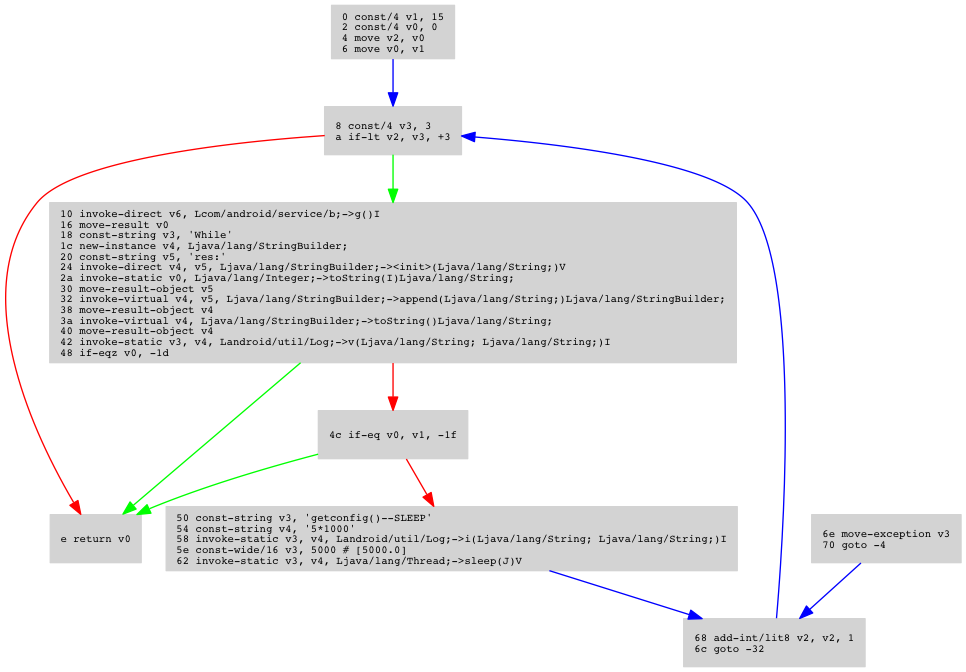 0 const/4 v1, 15
2 const/4 v0, 0
4 move v2, v0
6 move v0, v1
8 const/4 v3, 3
a if-lt v2, v3, +3
10 invoke-direct v6, Lcom/android/service/b;->g()I
16 move-result v0
18 const-string v3, 'While'
1c new-instance v4, Ljava/lang/StringBuilder;
20 const-string v5, 'res:'
24 invoke-direct v4, v5, Ljava/lang/StringBuilder;-><init>(Ljava/lang/String;)V
2a invoke-static v0, Ljava/lang/Integer;->toString(I)Ljava/lang/String;
30 move-result-object v5
32 invoke-virtual v4, v5, Ljava/lang/StringBuilder;->append(Ljava/lang/String;)Ljava/lang/StringBuilder;
38 move-result-object v4
3a invoke-virtual v4, Ljava/lang/StringBuilder;->toString()Ljava/lang/String;
40 move-result-object v4
42 invoke-static v3, v4, Landroid/util/Log;->v(Ljava/lang/String; Ljava/lang/String;)I
48 if-eqz v0, -1d
4c if-eq v0, v1, -1f
e return v0
50 const-string v3, 'getconfig()--SLEEP'
54 const-string v4, '5*1000'
58 invoke-static v3, v4, Landroid/util/Log;->i(Ljava/lang/String; Ljava/lang/String;)I
5e const-wide/16 v3, 5000 # [5000.0]
62 invoke-static v3, v4, Ljava/lang/Thread;->sleep(J)V
6e move-exception v3
70 goto -4
68 add-int/lit8 v2, v2, 1
6c goto -32